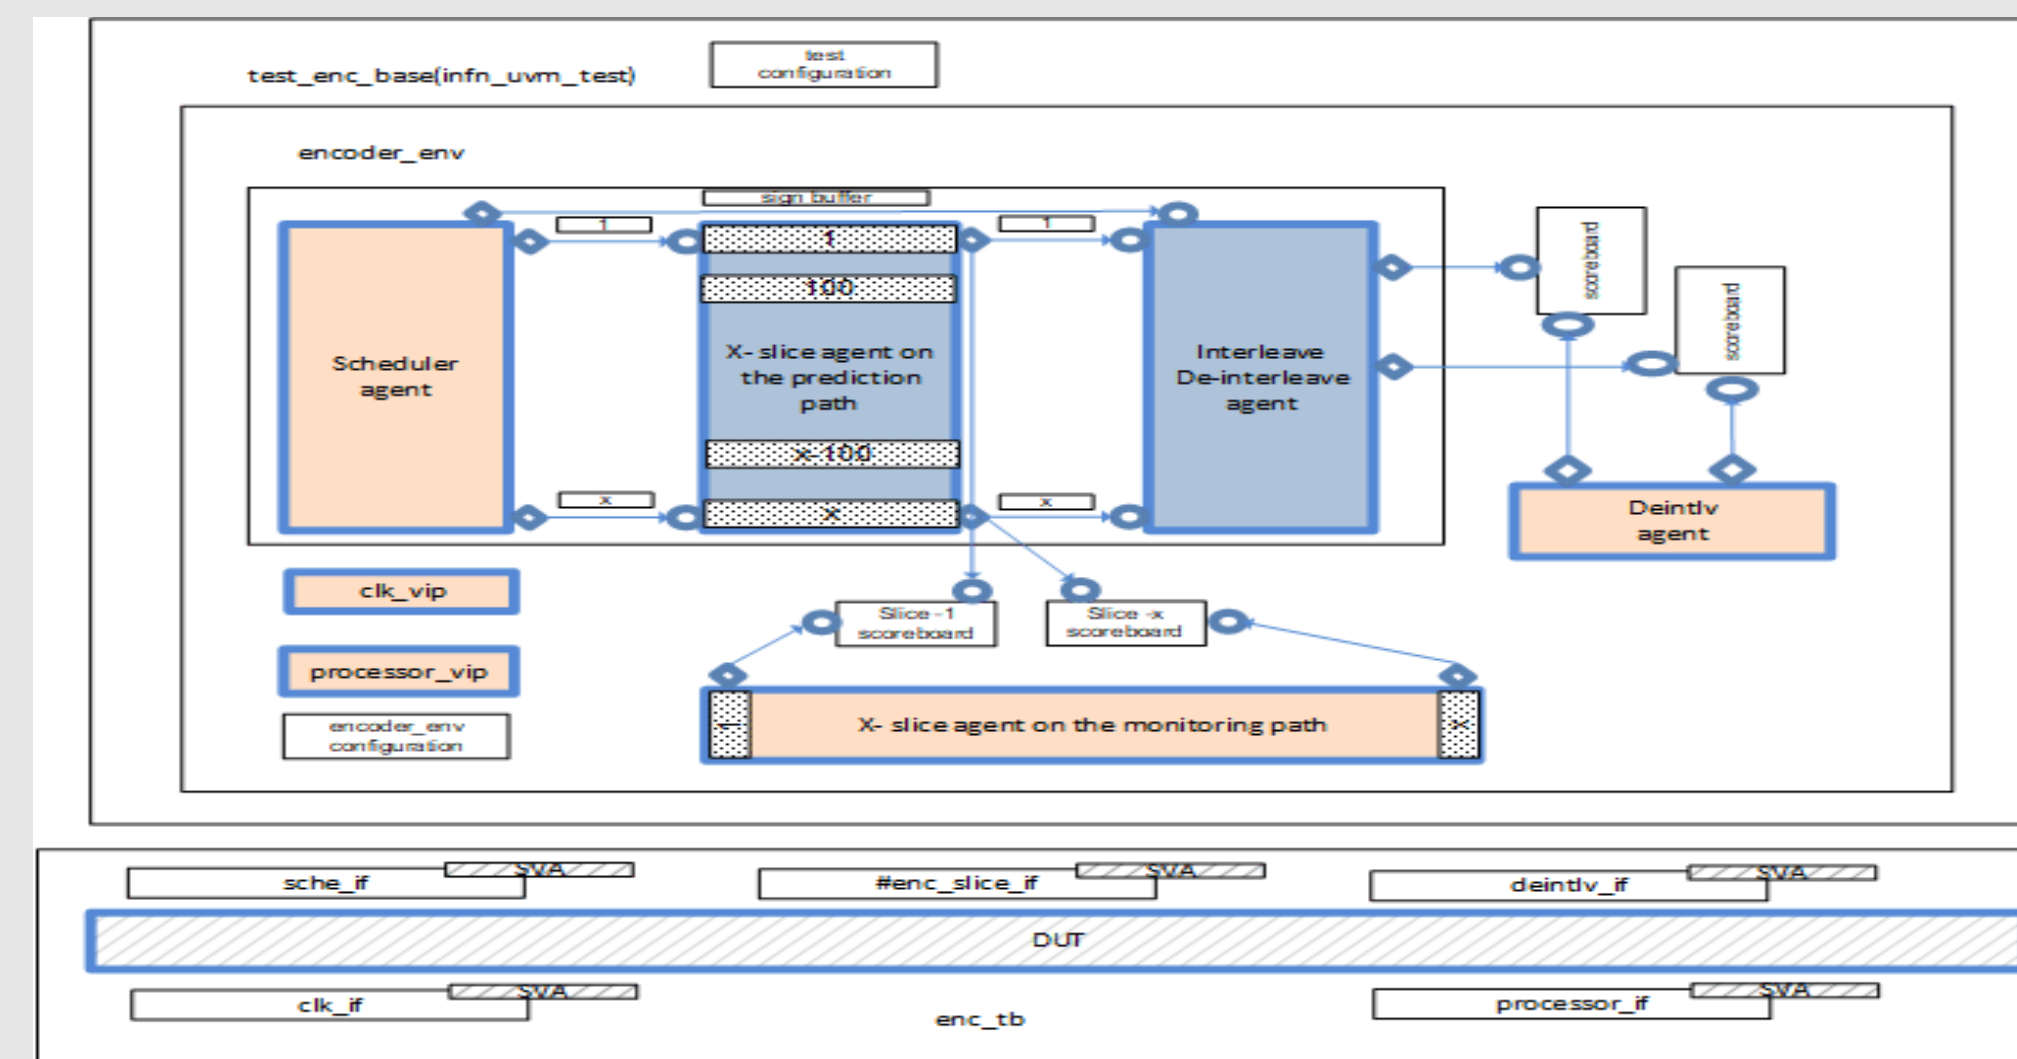 test
configuration
test_enc_base(infn_uvm_test)
encoder_env
sign buffer
1
1
1
100
scoreboard
scoreboard
Scheduler
agent
X- slice agent on
the prediction
path
Interleave
De-interleave
agent
x-100
x
x
x
Deintlv
agent
clk_vip
Slice -1
scoreboard
Slice -x
scoreboard
processor_vip
encoder_env
configuration
1
X- slice agent on the monitoring path
x
sche_if
SVA
#enc_slice_if
SVA
deintlv_if
SVA
DUT
clk_if
SVA
enc_tb
processor_if
SVA